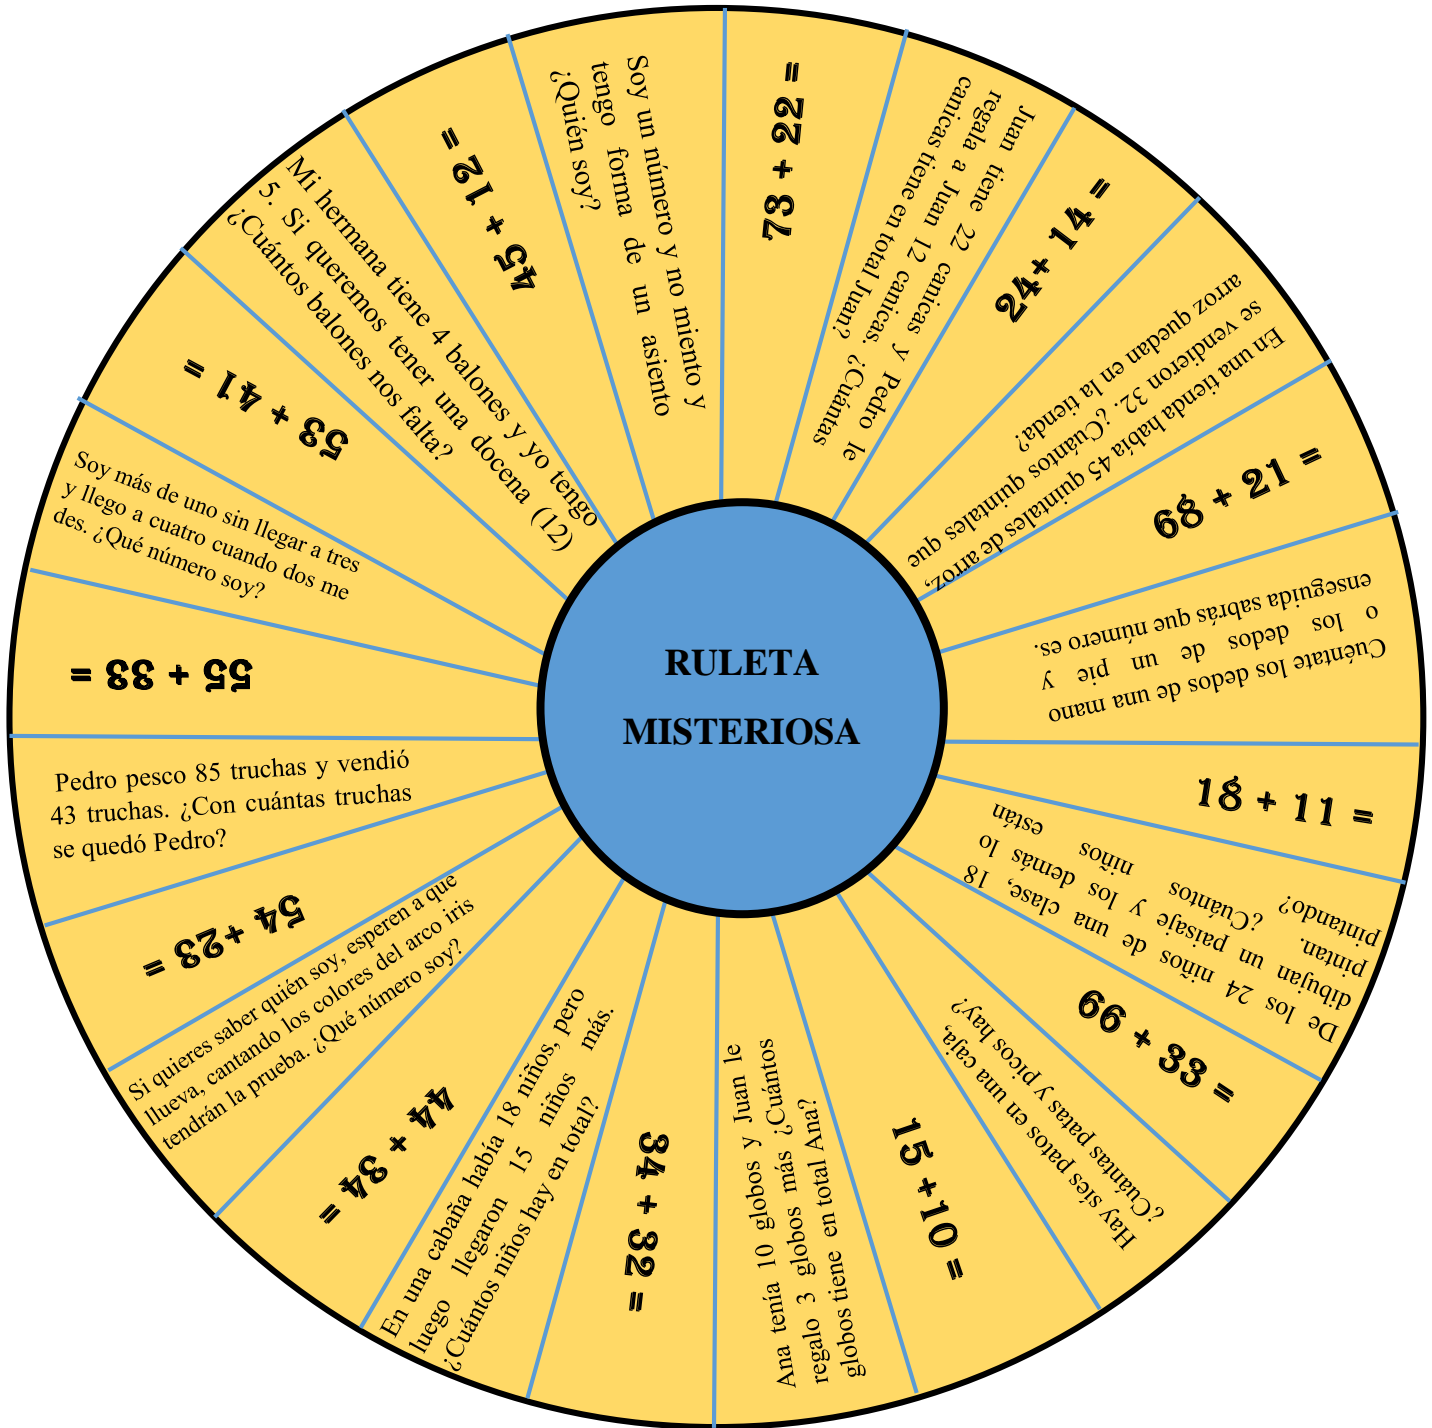 RULETA
MISTERIOSA
73 + 22 =
Juan tiene 22 canicas y Pedro le
regala a Juan 12 canicas. ¿Cuántas
canicas tiene en total Juan?
24+ 14 =
En una tienda había 45 quintales de arroz,
se vendieron 32. ¿Cuántos quintales que
arroz quedan en la tienda?
68 + 21 =
Cuéntate los dedos de una mano
o los dedos de un pie y
enseguida sabrás que número es.
18 + 11 =
De los 24 niños de una clase, 18
dibujan un paisaje y los demás lo
pintan. ¿Cuántos niños están
pintando?
66 + 33 =
Hay síes patos en una caja,
¿Cuántas patas y picos hay?
15 +10 =
Ana tenía 10 globos y Juan le
regalo 3 globos más ¿Cuántos
globos tiene en total Ana?
34 + 32 =
En una cabaña había 18 niños, pero
luego llegaron 15 niños más.
¿Cuántos niños hay en total?
44 + 34 =
Si quieres saber quién soy, esperen a que
llueva, cantando los colores del arco iris
tendrán la prueba. ¿Qué número soy?
54 +23 =
Pedro pesco 85 truchas y vendió
43 truchas. ¿Con cuántas truchas
se quedó Pedro?
55 + 33 =
Soy más de uno sin llegar a tres
y llego a cuatro cuando dos me
des. ¿Qué número soy?
53 + 41 =
Mi hermana tiene 4 balones y yo tengo
5. Si queremos tener una docena (12)
¿Cuántos balones nos falta?
45 + 12 =
Soy un número y no miento y
tengo forma de un asiento
¿Quién soy?